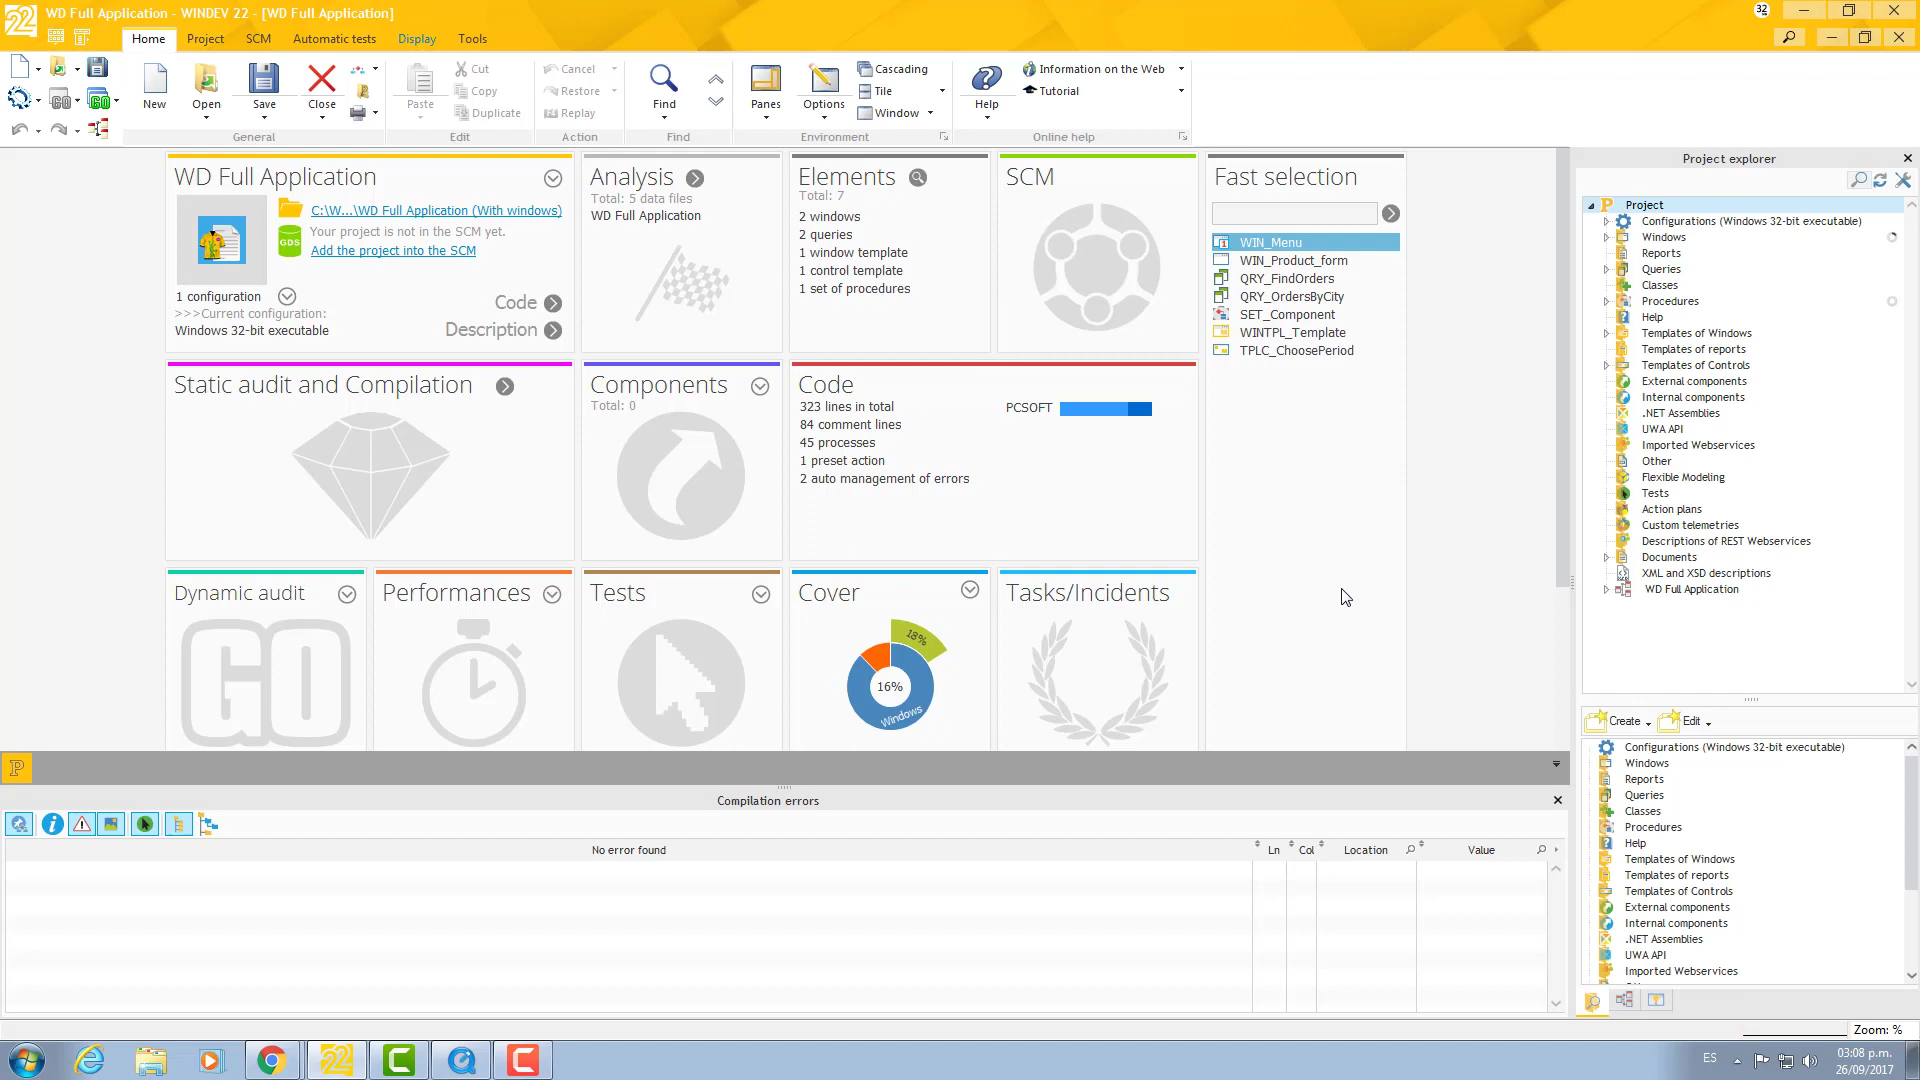 WD Full Application - WINDEV 22 - [WD Full Application]
32
22
Home Project SCM Automatic tests Display Tools
New Open Save Close
General
Paste Cut Copy Duplicate
Edit
Cancel Restore Replay
Action
Find
Find
Panes Options Cascading Tile Window
Environment
Help Information on the Web Tutorial
Online help
GO GO
WD Full Application
C:\W...\WD Full Application (With windows)
GDS
Your project is not in the SCM yet.
Add the project into the SCM
1 configuration
>>>Current configuration:
Windows 32-bit executable
Code
Description
Analysis
Total: 5 data files
WD Full Application
Elements
Total: 7
2 windows
2 queries
1 window template
1 control template
1 set of procedures
SCM
Fast selection
WIN_Menu
WIN_Product_form
QRY_FindOrders
QRY_OrdersByCity
SET_Component
WINTPL_Template
TPLC_ChoosePeriod
Static audit and Compilation
Components
Total: 0
Code
323 lines in total
84 comment lines
45 processes
1 preset action
2 auto management of errors
PCSOFT
Dynamic audit
GO
Performances
Tests
Cover
18%
16%
Windows
Tasks/Incidents
Project explorer
Project
Configurations (Windows 32-bit executable)
Windows
Reports
Queries
Classes
Procedures
Help
Templates of Windows
Templates of reports
Templates of Controls
External components
Internal components
.NET Assemblies
UWA API
Imported Webservices
Other
Flexible Modeling
Tests
Action plans
Custom telemetries
Descriptions of REST Webservices
Documents
XML and XSD descriptions
WD Full Application
Create Edit
Configurations (Windows 32-bit executable)
Windows
Reports
Queries
Classes
Procedures
Help
Templates of Windows
Templates of reports
Templates of Controls
External components
Internal components
.NET Assemblies
UWA API
Imported Webservices
P
Compilation errors
No error found Ln Col Location Value
Zoom: %
ES
03:08 p.m.
26/09/2017